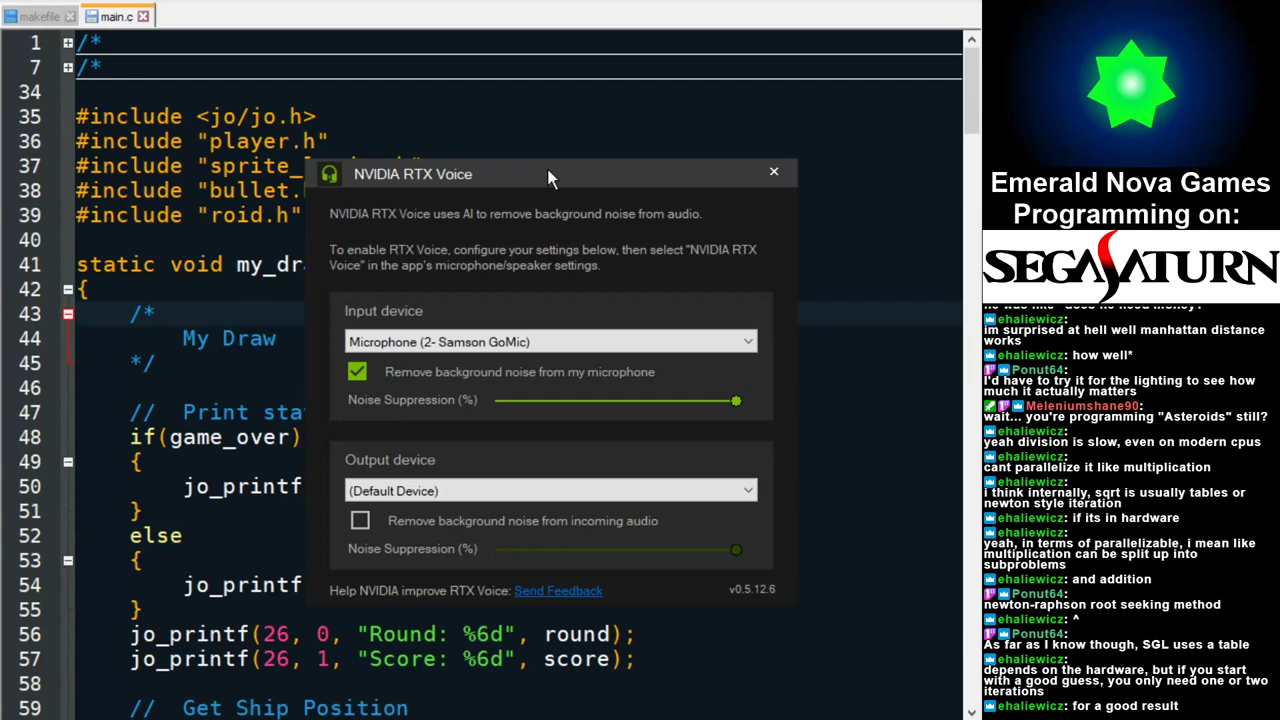 makefile
main.c
1 /*
7 /*
34
35 #include <jo/jo.h>
36 #include "player.h"
37 #include "sprite_
38 #include "bullet.
39 #include "roid.h"
40
41 static void my_dr
42 {
43 /*
44 My Draw
45 */
46
47 // Print sta
48 if(game_over)
49 {
50 jo_printf
51 }
52 else
53 {
54 jo_printf
55 }
56 jo_printf(26, 0, "Round: %6d", round);
57 jo_printf(26, 1, "Score: %6d", score);
58
59 // Get Ship Position
NVIDIA RTX Voice
NVIDIA RTX Voice uses AI to remove background noise from audio.
To enable RTX Voice, configure your settings below, then select "NVIDIA RTX
Voice" in the app's microphone/speaker settings.
Input device
Microphone (2- Samson GoMic)
Remove background noise from my microphone
Noise Suppression (%)
Output device
(Default Device)
Remove background noise from incoming audio
Noise Suppression (%)
Help NVIDIA improve RTX Voice: Send Feedback
v0.5.12.6
Emerald Nova Games
Programming on:
SEGA SATURN
ehaliewicz:
im surprised at hell well manhattan distance
works
ehaliewicz: how well*
Ponut64:
I'd have to try it for the lighting to see how
much it actually matters
Meleniumshane90:
wait... you're programming "Asteroids" still?
ehaliewicz:
yeah division is slow, even on modern cpus
ehaliewicz:
cant parallelize it like multiplication
ehaliewicz:
i think internally, sqrt is usually tables or
newton style iteration
ehaliewicz: if its in hardware
ehaliewicz:
yeah, in terms of parallelizable, i mean like
multiplication can be split up into
subproblems
ehaliewicz: and addition
Ponut64:
newton-raphson root seeking method
ehaliewicz: ^
Ponut64:
As far as I know though, SGL uses a table
ehaliewicz:
depends on the hardware, but if you start
with a good guess, you only need one or two
iterations
ehaliewicz: for a good result